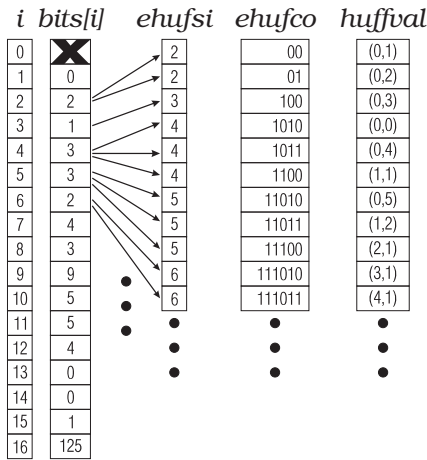 i bits[i] ehufsi ehufco huffval
0 2 00 (0,1)
1 0 2 01 (0,2)
2 2 3 100 (0,3)
3 1 4 1010 (0,0)
4 3 4 1011 (0,4)
5 3 4 1100 (1,1)
6 2 5 11010 (0,5)
7 4 5 11011 (1,2)
8 3 5 11100 (2,1)
9 9 6 111010 (3,1)
10 5 6 111011 (4,1)
11 5
12 4
13 0
14 0
15 1
16 125